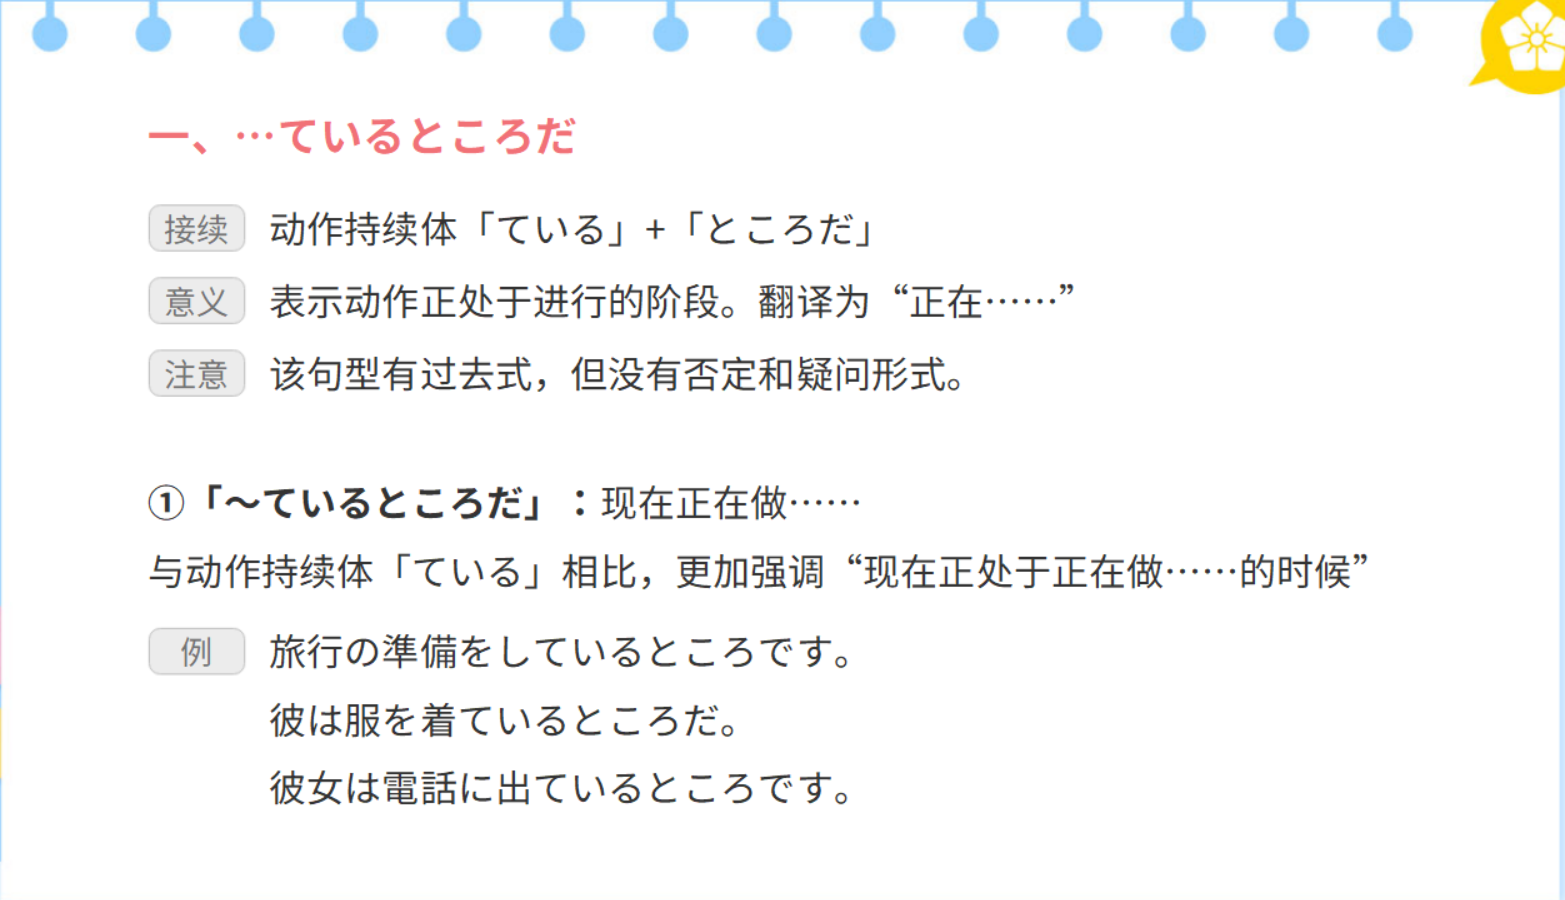 一、…ているところだ
接续 动作持续体「ている」+「ところだ」
意义 表示动作正处于进行的阶段。翻译为“正在……”
注意 该句型有过去式，但没有否定和疑问形式。
①「～ているところだ」：现在正在做……
与动作持续体「ている」相比，更加强调“现在正处于正在做……的时候”
例 旅行の準備をしているところです。
彼は服を着ているところだ。
彼女は電話に出ているところです。